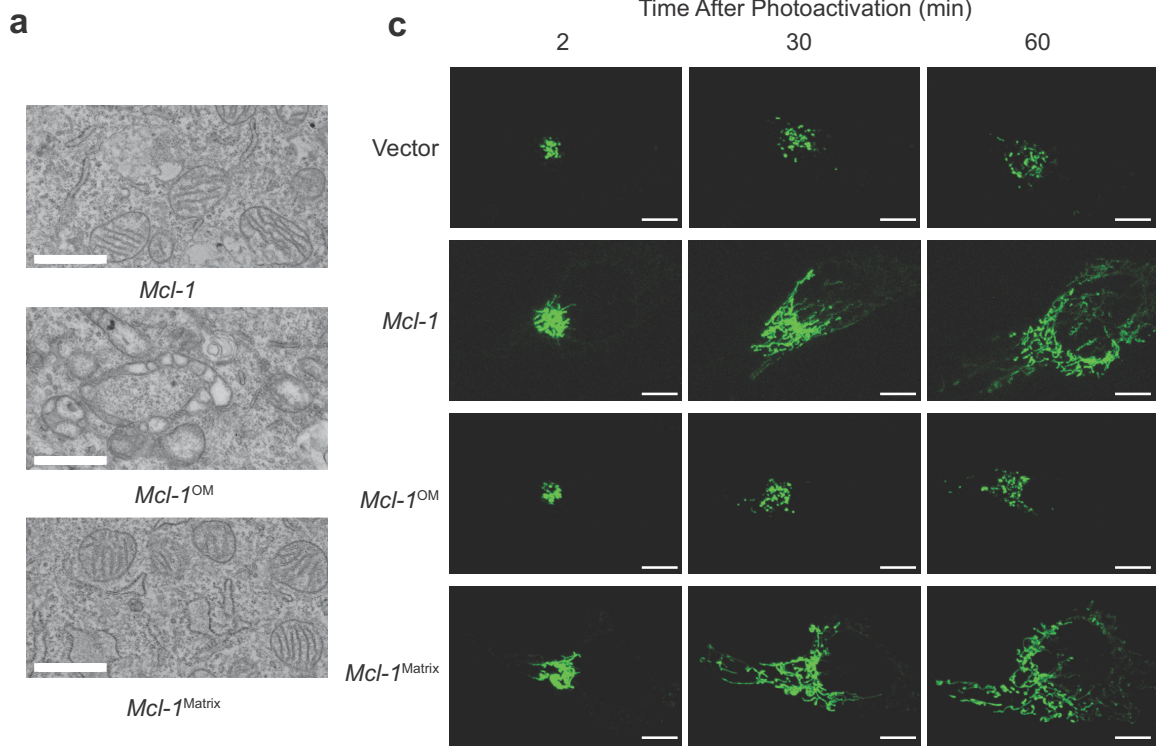 a
Mcl-1
Mcl-1OM
Mcl-1Matrix
c
Time After Photoactivation (min)
2 30 60
Vector
Mcl-1
Mcl-1OM
Mcl-1Matrix